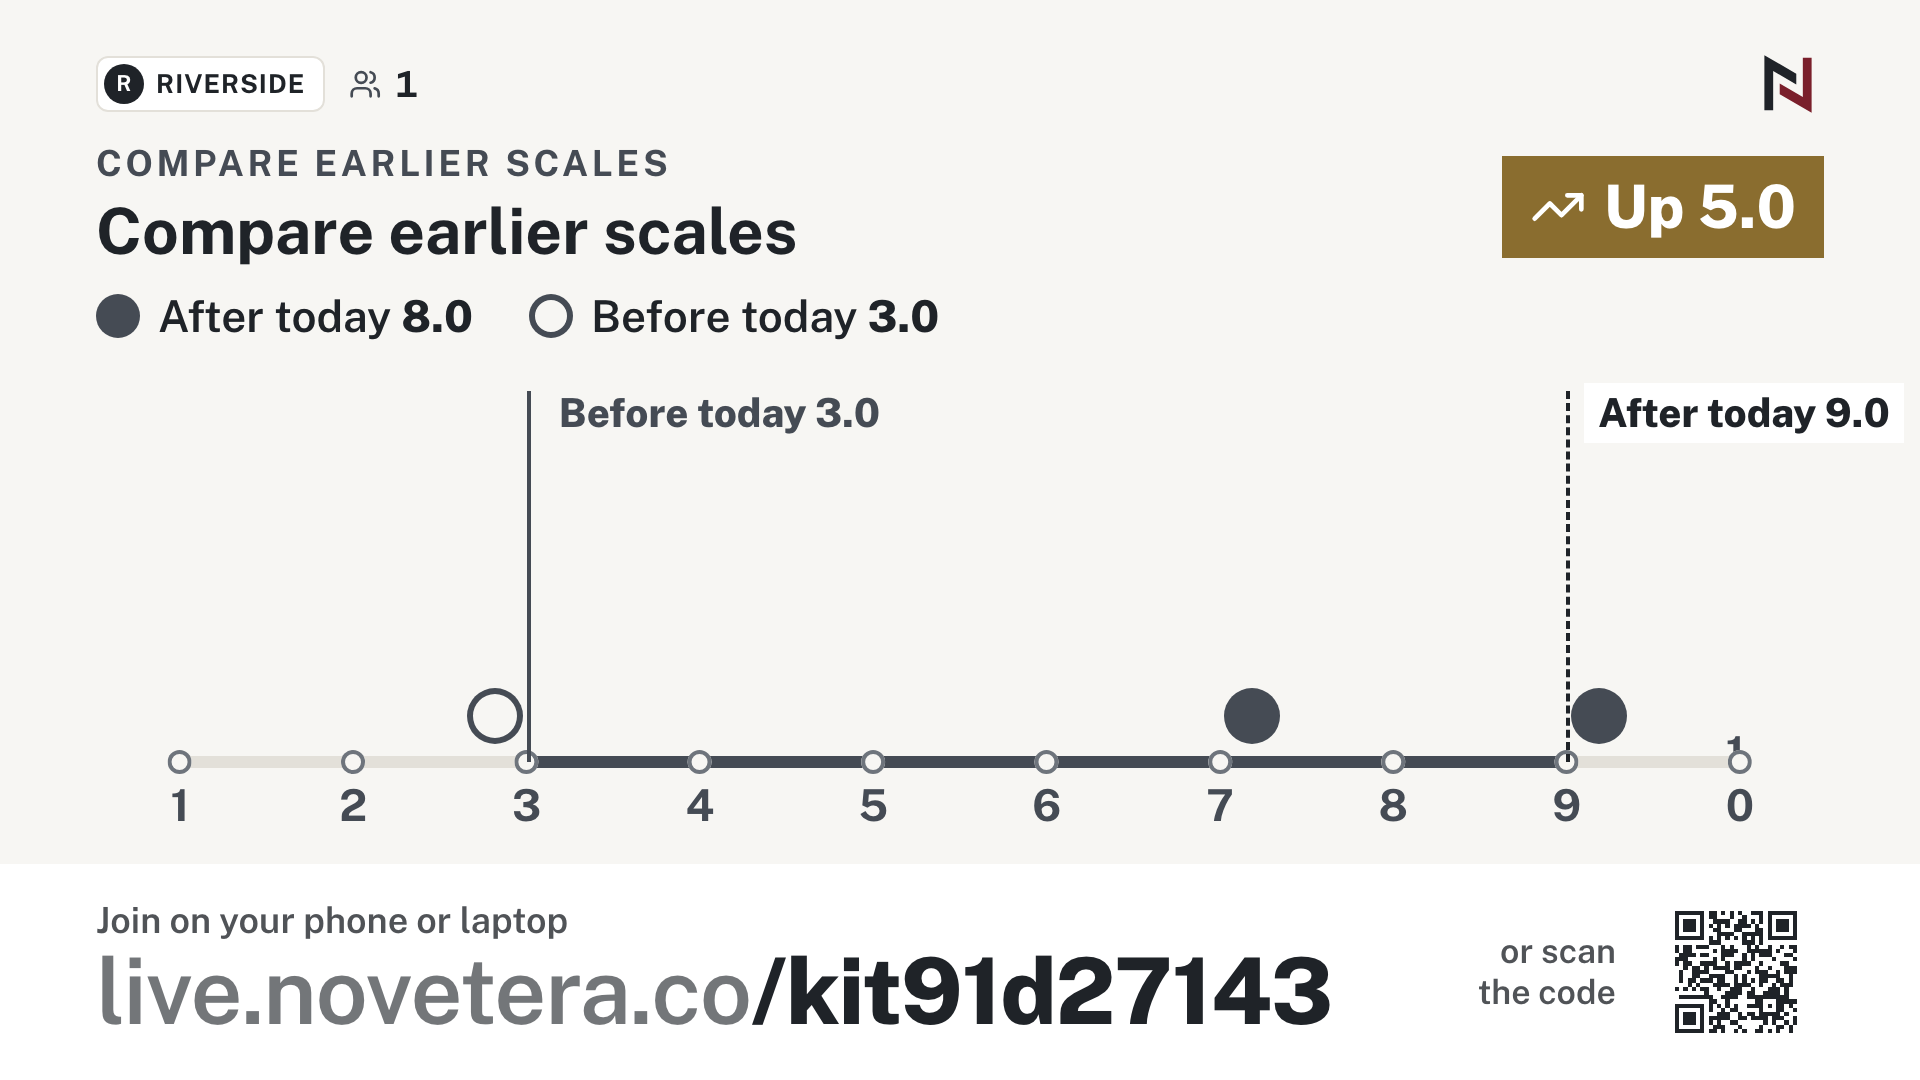 R RIVERSIDE 1
COMPARE EARLIER SCALES
Compare earlier scales
Up 5.0
After today 8.0 Before today 3.0
Before today 3.0
After today 9.0
1 2 3 4 5 6 7 8 9 10
Join on your phone or laptop
live.novetera.co/kit91d27143
or scan
the code